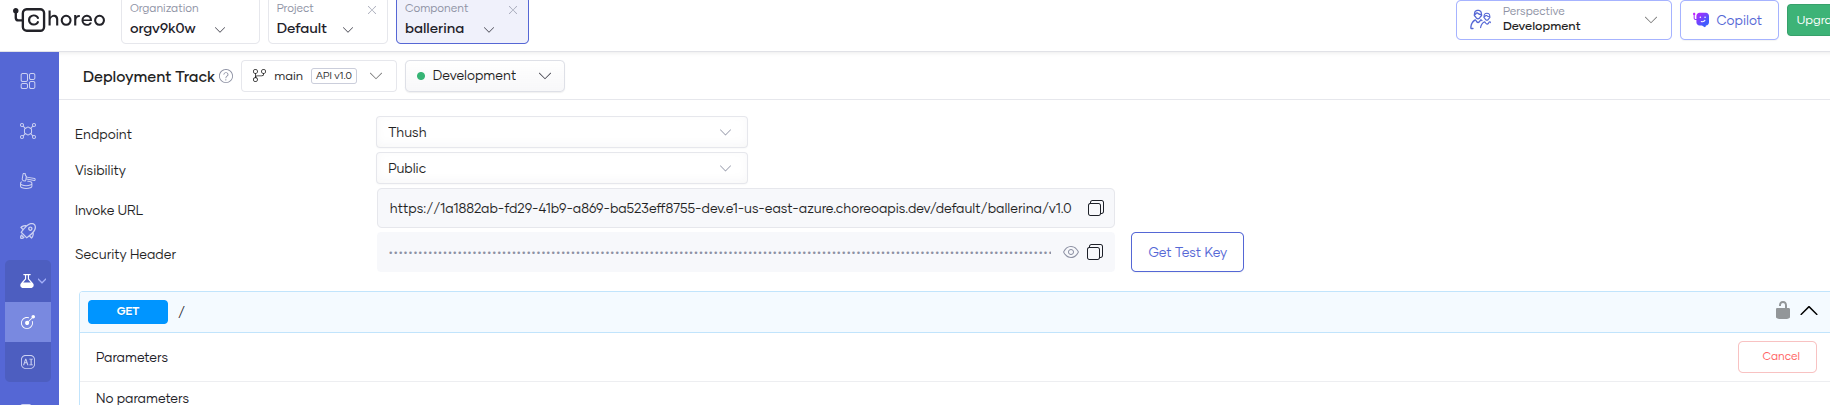 choreo
Organization
orgv9k0w
Project
Default
Component
ballerina
Perspective
Development
Copilot
Upgra
Deployment Track ?
main API v1.0
Development
Endpoint
Thush
Visibility
Public
Invoke URL
https://1a1882ab-fd29-41b9-a869-ba523eff8755-dev.e1-us-east-azure.choreoapis.dev/default/ballerina/v1.0
Security Header
Get Test Key
GET /
AI
Parameters
Cancel
No parameters